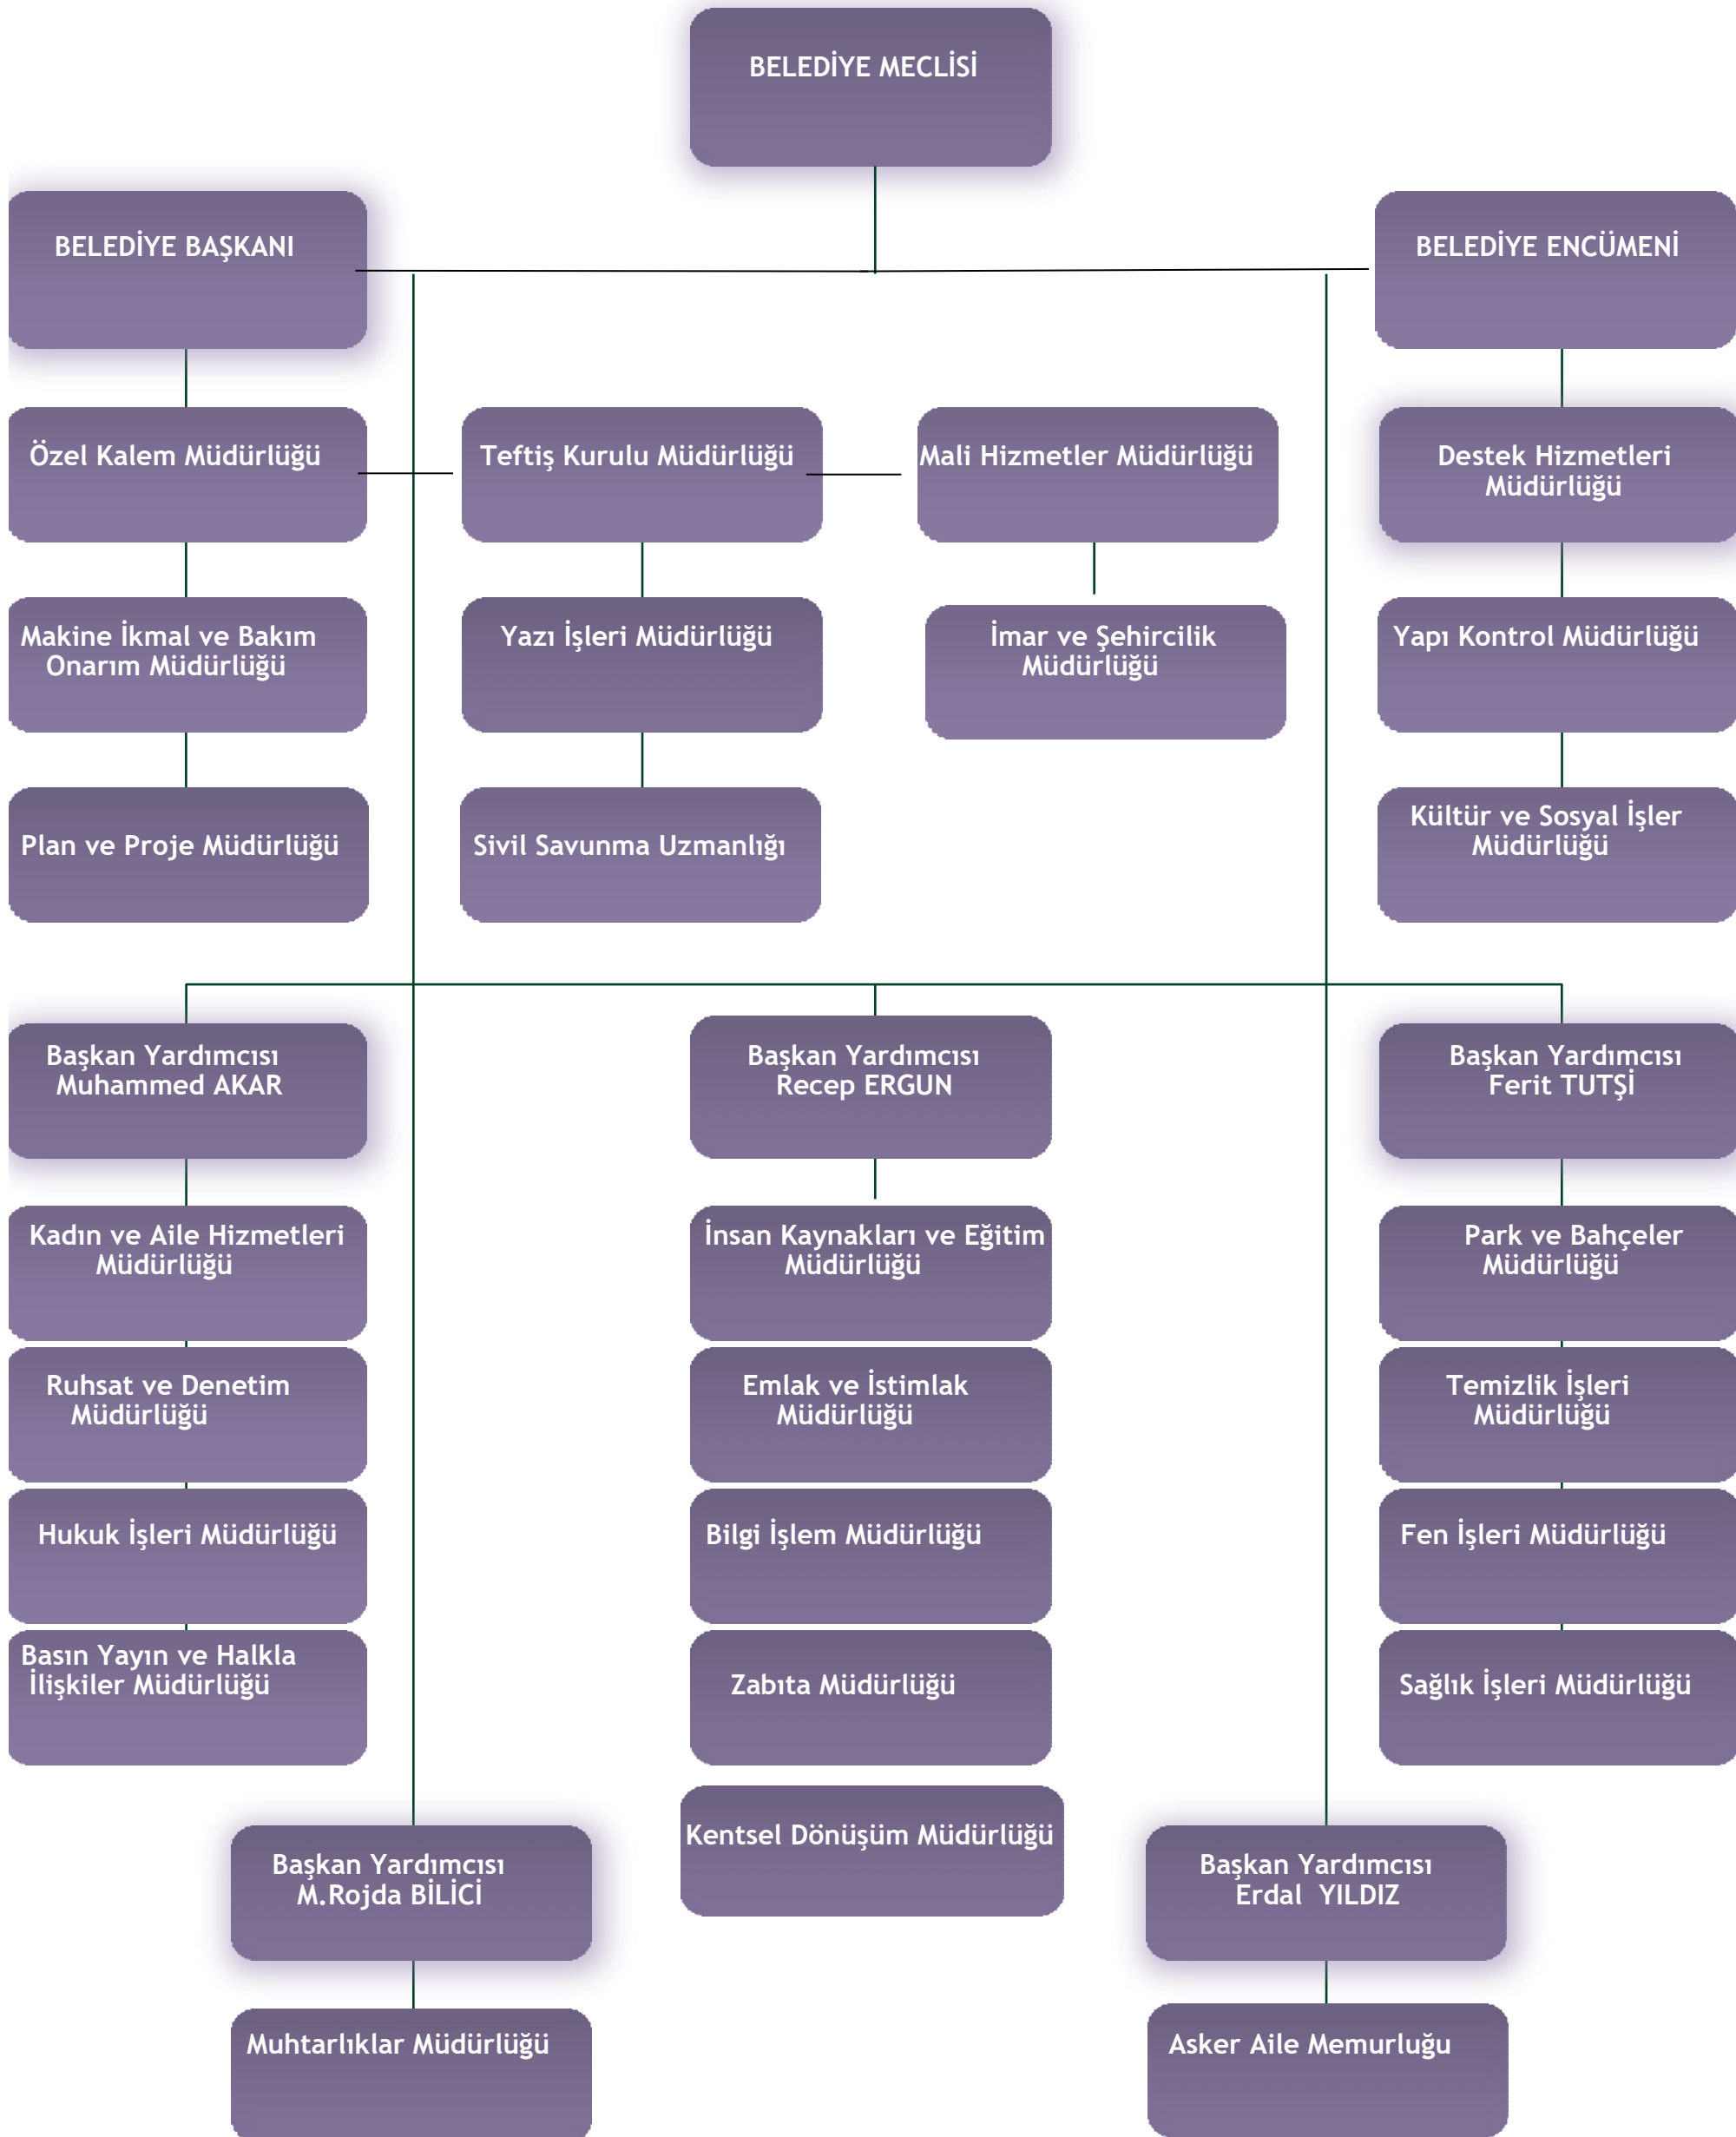 BELEDİYE MECLİSİ
BELEDİYE BAŞKANI
BELEDİYE ENCÜMENİ
Özel Kalem Müdürlüğü
Teftiş Kurulu Müdürlüğü
Mali Hizmetler Müdürlüğü
Destek Hizmetleri
Müdürlüğü
Makine İkmal ve Bakım
Onarım Müdürlüğü
Yazı İşleri Müdürlüğü
İmar ve Şehircilik
Müdürlüğü
Yapı Kontrol Müdürlüğü
Plan ve Proje Müdürlüğü
Sivil Savunma Uzmanlığı
Kültür ve Sosyal İşler
Müdürlüğü
Başkan Yardımcısı
Muhammed AKAR
Başkan Yardımcısı
Recep ERGUN
Başkan Yardımcısı
Ferit TUTŞİ
Kadın ve Aile Hizmetleri
Müdürlüğü
İnsan Kaynakları ve Eğitim
Müdürlüğü
Park ve Bahçeler
Müdürlüğü
Ruhsat ve Denetim
Müdürlüğü
Emlak ve İstimlak
Müdürlüğü
Temizlik İşleri
Müdürlüğü
Hukuk İşleri Müdürlüğü
Bilgi İşlem Müdürlüğü
Fen İşleri Müdürlüğü
Basın Yayın ve Halkla
İlişkiler Müdürlüğü
Zabıta Müdürlüğü
Sağlık İşleri Müdürlüğü
Kentsel Dönüşüm Müdürlüğü
Başkan Yardımcısı
M.Rojda BİLİCİ
Başkan Yardımcısı
Erdal  YILDIZ
Muhtarlıklar Müdürlüğü
Asker Aile Memurluğu